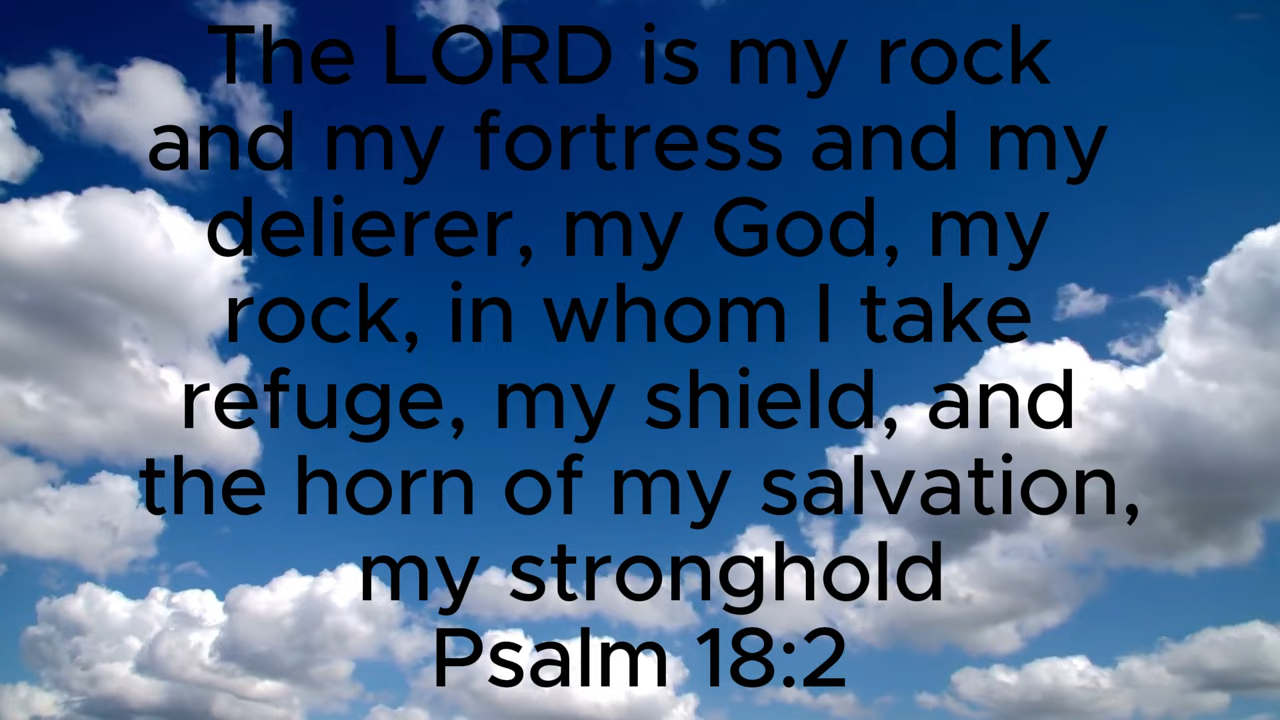 The LORD is my rock
and my fortress and my
delierer, my God, my
rock, in whom I take
refuge, my shield, and
the horn of my salvation,
my stronghold
Psalm 18:2